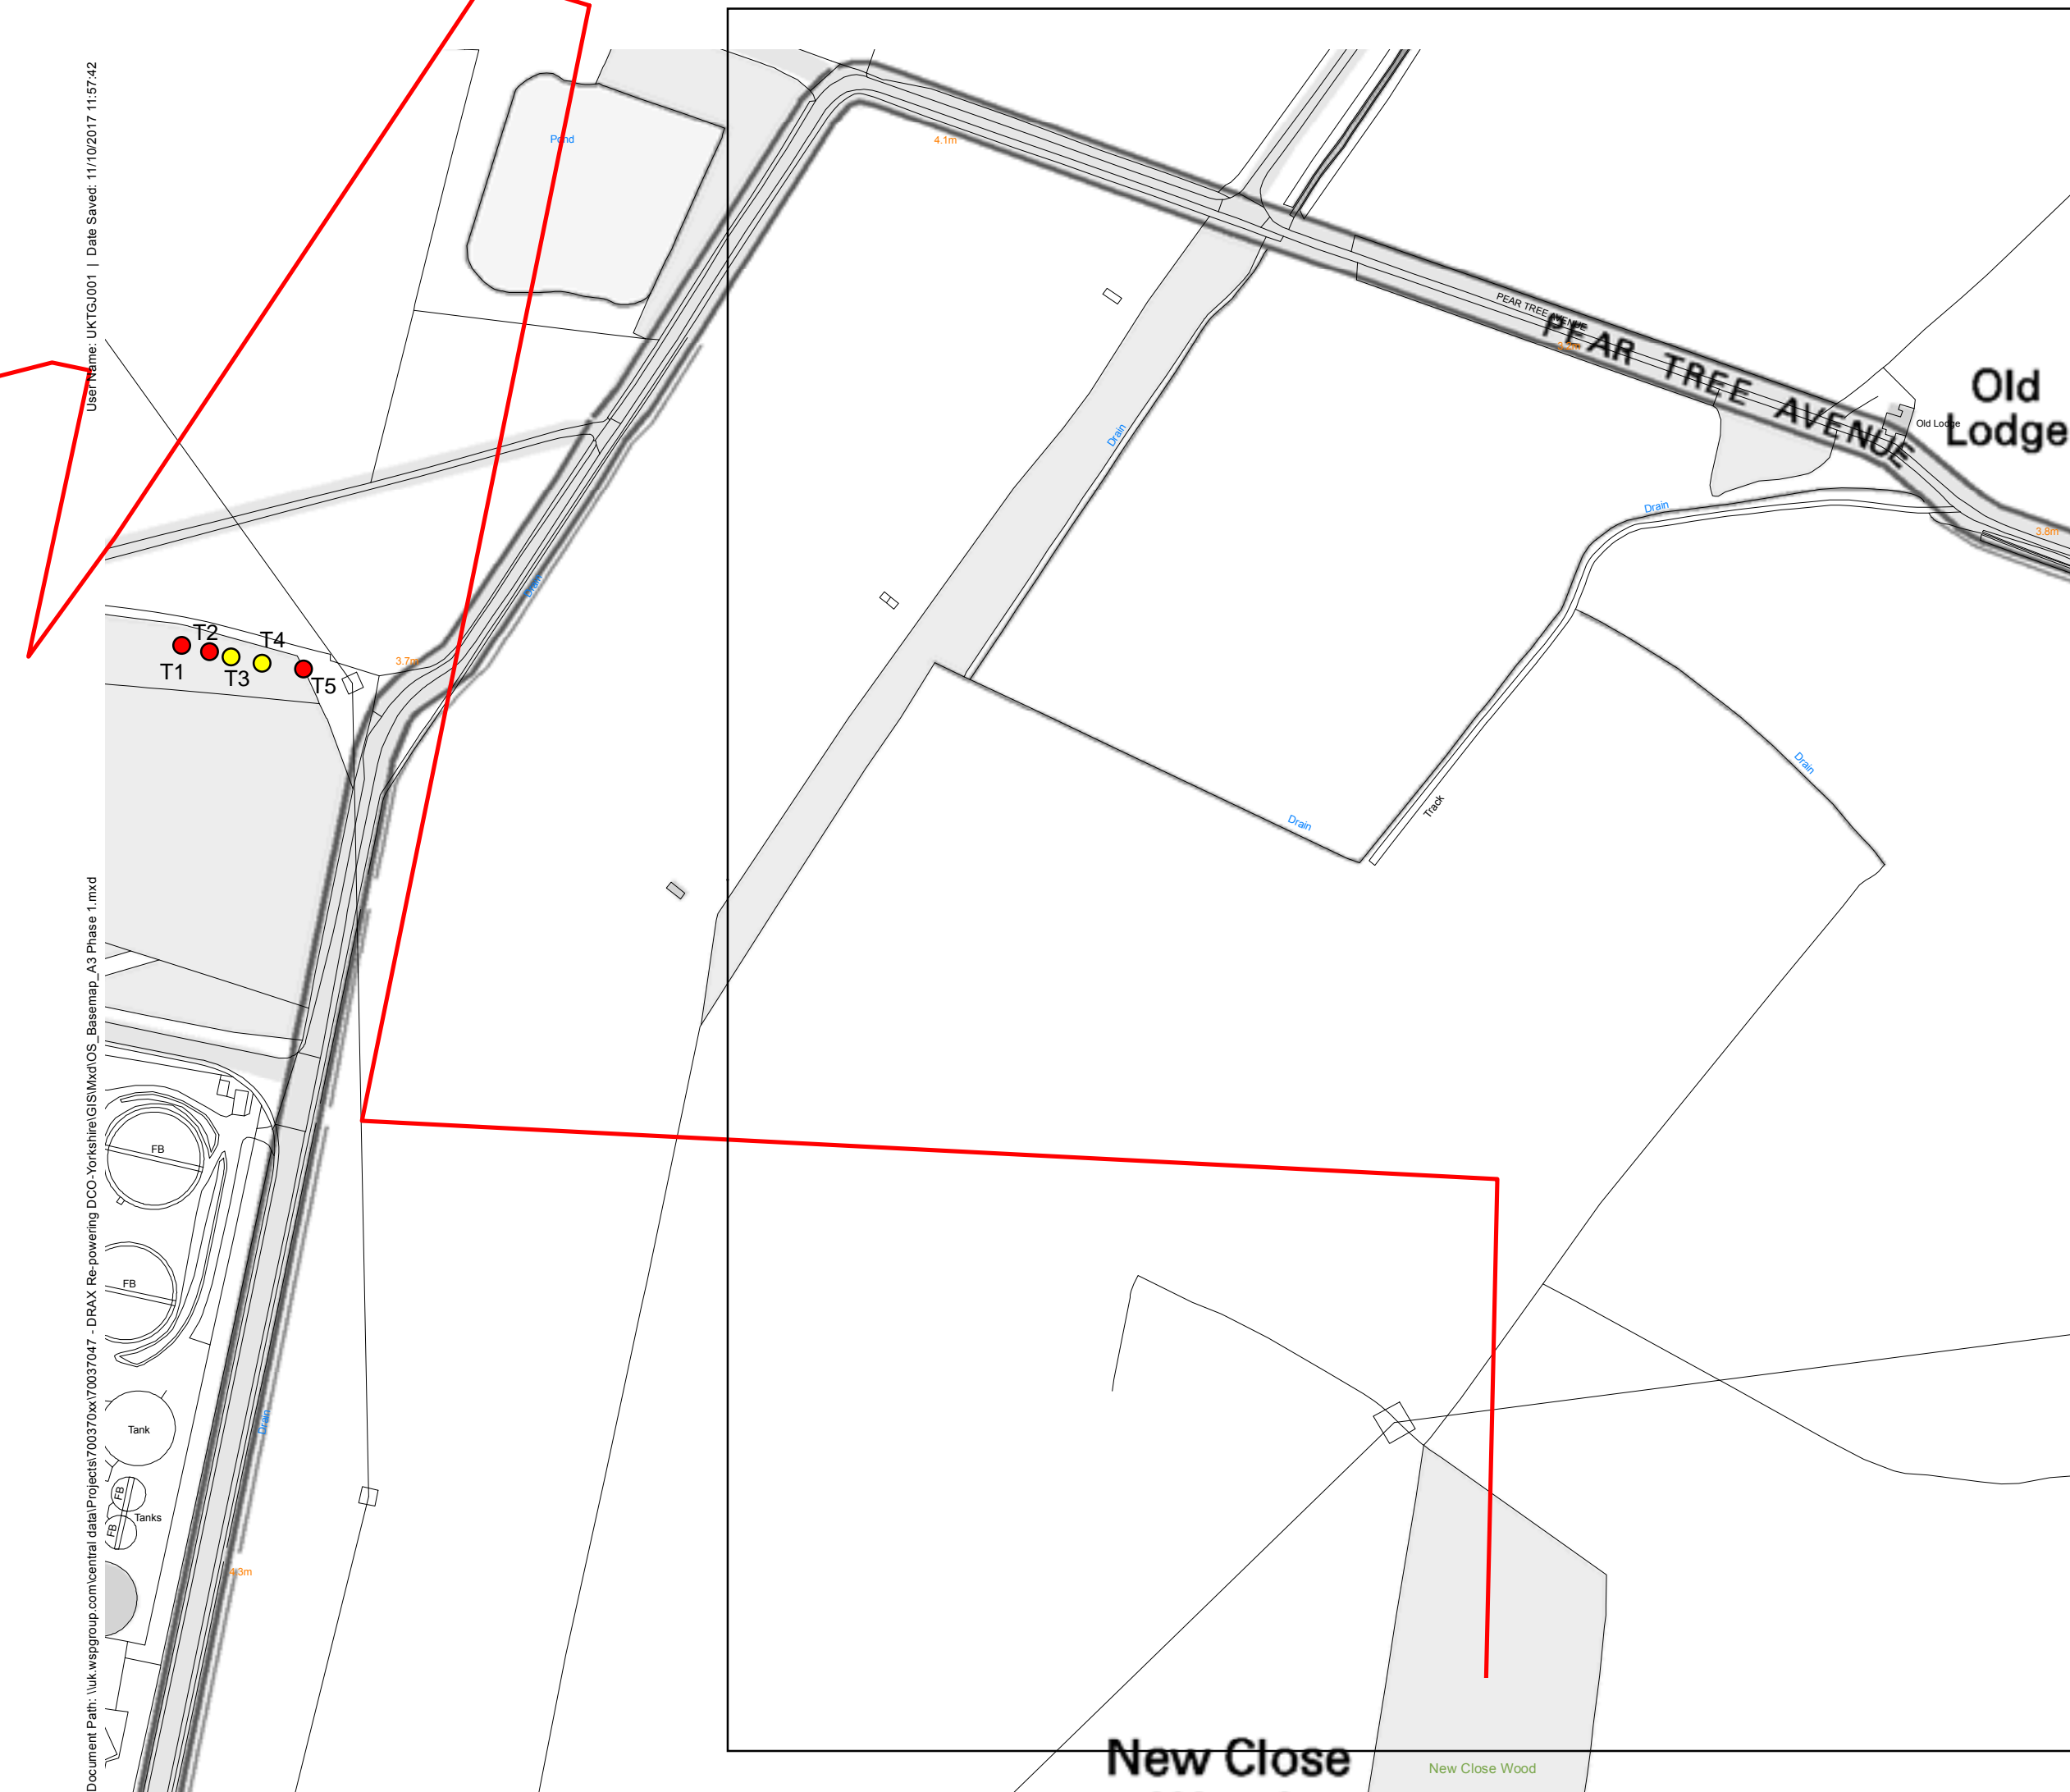 User Name: UKTGJ001 | Date Saved: 11/10/2017 11:57:42
Document Path: \\uk.wspgroup.com\central data\Projects\700370xx\70037047 - DRAX Re-powering DCO-Yorkshire\GIS\Mxd\OS_Basemap_A3 Phase 1.mxd
Pond
4.1m
PEAR TREE AVENUE
PEAR TREE AVENUE
Old
Lodge
Old Lodge
Drain
Drain
3.8m
Drain
T1
T2
T3
T4
T5
3.7m
Drain
Track
Drain
FB
FB
Tank
Drain
FB
Tanks
FB
4.3m
New Close
New Close Wood